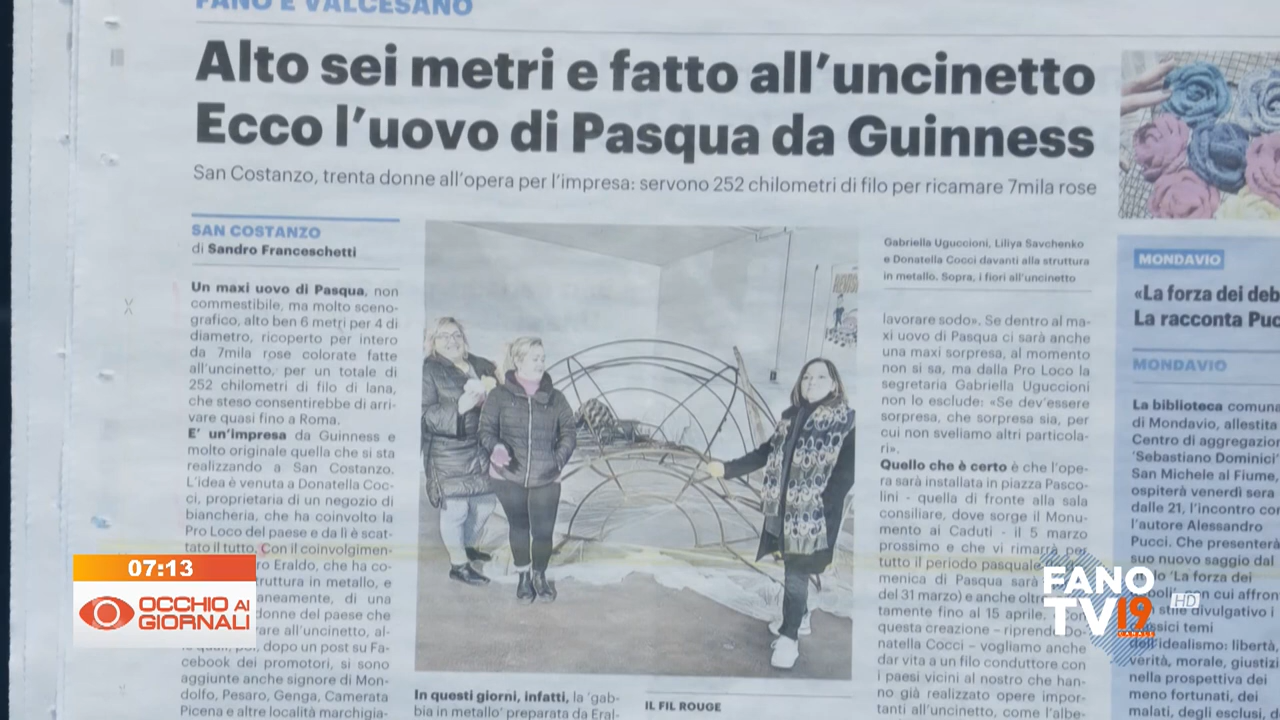 FANO E VALCESANO
Alto sei metri e fatto all'uncinetto
Ecco l'uovo di Pasqua da Guinness
San Costanzo, trenta donne all'opera per l'impresa: servono 252 chilometri di filo per ricamare 7mila rose
SAN COSTANZO
di Sandro Franceschetti
Un maxi uovo di Pasqua, non
commestibile, ma molto sceno-
grafico, alto ben 6 metri per 4 di
diametro, ricoperto per intero
da 7mila rose colorate fatte
all'uncinetto, per un totale di
252 chilometri di filo di lana,
che steso consentirebbe di arri-
vare quasi fino a Roma.
E' un'impresa da Guinness e
molto originale quella che si sta
realizzando a San Costanzo.
L'idea è venuta a Donatella Coc-
ci, proprietaria di un negozio di
biancheria, che ha coinvolto la
Pro Loco del paese e da lì è scat-
tato il tutto. Con il coinvolgimen-
ro Eraldo, che ha co-
struttura in metallo, e
aneamente, di una
donne del paese che
rare all'uncinetto, al-
dopo un post su Fa-
cebook dei promotori, si sono
aggiunte anche signore di Mon-
dolfo, Pesaro, Genga, Camerata
Picena e altre località marchigia-
In questi giorni, infatti, la 'gab-
bia in metallo' preparata da Eral-
IL FIL ROUGE
Gabriella Uguccioni, Liliya Savchenko
e Donatella Cocci davanti alla struttura
in metallo. Sopra, i fiori all'uncinetto
lavorare sodo». Se dentro al ma-
xi uovo di Pasqua ci sarà anche
una maxi sorpresa, al momento
non si sa, ma dalla Pro Loco la
segretaria Gabriella Uguccioni
non lo esclude: «Se dev'essere
sorpresa, che sorpresa sia, per
cui non sveliamo altri particola-
ri».
Quello che è certo è che l'ope-
ra sarà installata in piazza Pasco-
lini - quella di fronte alla sala
consiliare, dove sorge il Monu-
mento ai Caduti - il 5 marzo
prossimo e che vi rimarrà per
tutto il periodo pasquale
menica di Pasqua sarà
del 31 marzo) e anche oltre
tamente fino al 15 aprile. «Con
questa creazione – riprende Do-
natella Cocci – vogliamo anche
dar vita a un filo conduttore con
i paesi vicini al nostro che han-
no già realizzato opere impor-
tanti all'uncinetto, come l'albe-
MONDAVIO
«La forza dei deb
La racconta Puc
MONDAVIO
La biblioteca comuna
di Mondavio, allestita
Centro di aggregazion
'Sebastiano Dominici'
San Michele al Fiume,
ospiterà venerdì sera
dalle 21, l'incontro con
l'autore Alessandro
Pucci. Che presenterà
suo nuovo saggio dal
'La forza dei
con cui affron
stile divulgativo i
dell'idealismo: libertà,
verità, morale, giustizi
nella prospettiva dei
meno fortunati, dei
malati, degli esclusi, d
07:13
OCCHIO AI
GIORNALI
FANO
TV 19
CANALE
HD